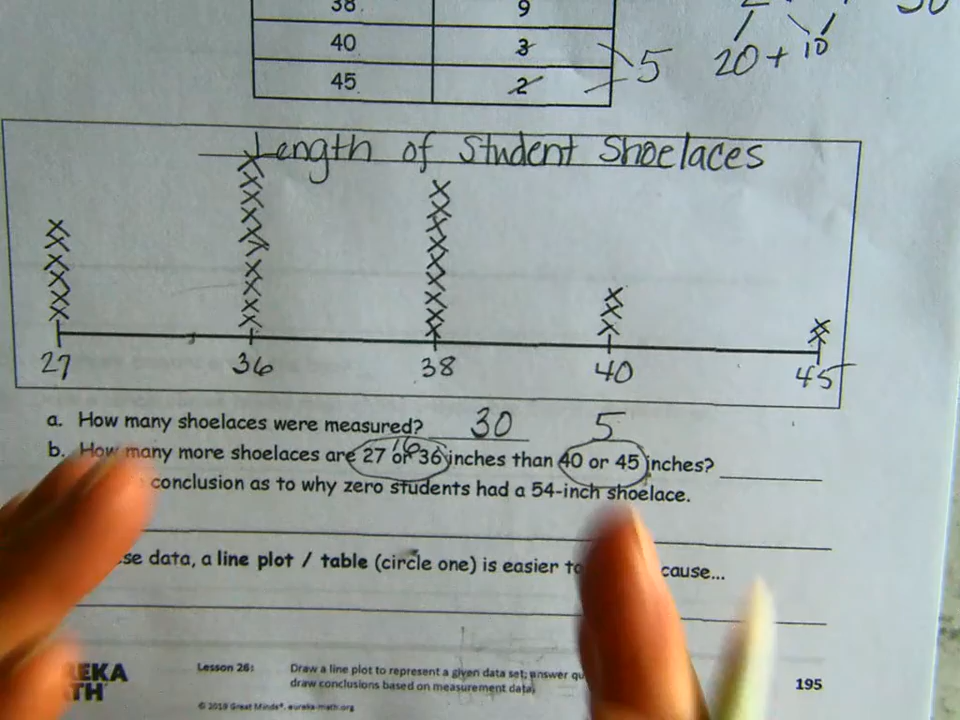 38 9
40 3
45 2
5
20 + 10
Length of Student Shoelaces
27 36 38 40 45
a. How many shoelaces were measured? 30
5
16
b. How many more shoelaces are 27 or 36 inches than 40 or 45 inches?
conclusion as to why zero students had a 54-inch shoelace.
data, a line plot / table (circle one) is easier
Lesson 26: Draw a line plot to represent a given data set; answer
draw conclusions based on measurement data.
195
© 2019 Great Minds®. eureka-math.org